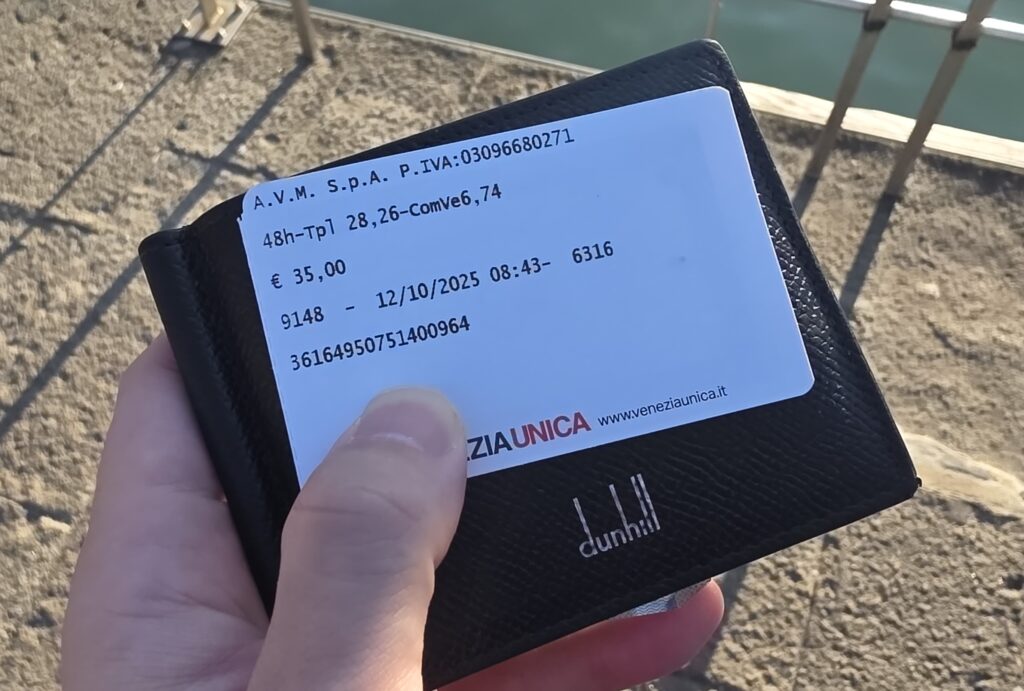 A.V.M. S.p.A. P.IVA:03096680271
48h-Tpl 28,26-ComVe6,74
€ 35,00
9148 - 12/10/2025 08:43- 6316
36164950751400964
EZIAUNICA www.veneziaunica.it
dunhill